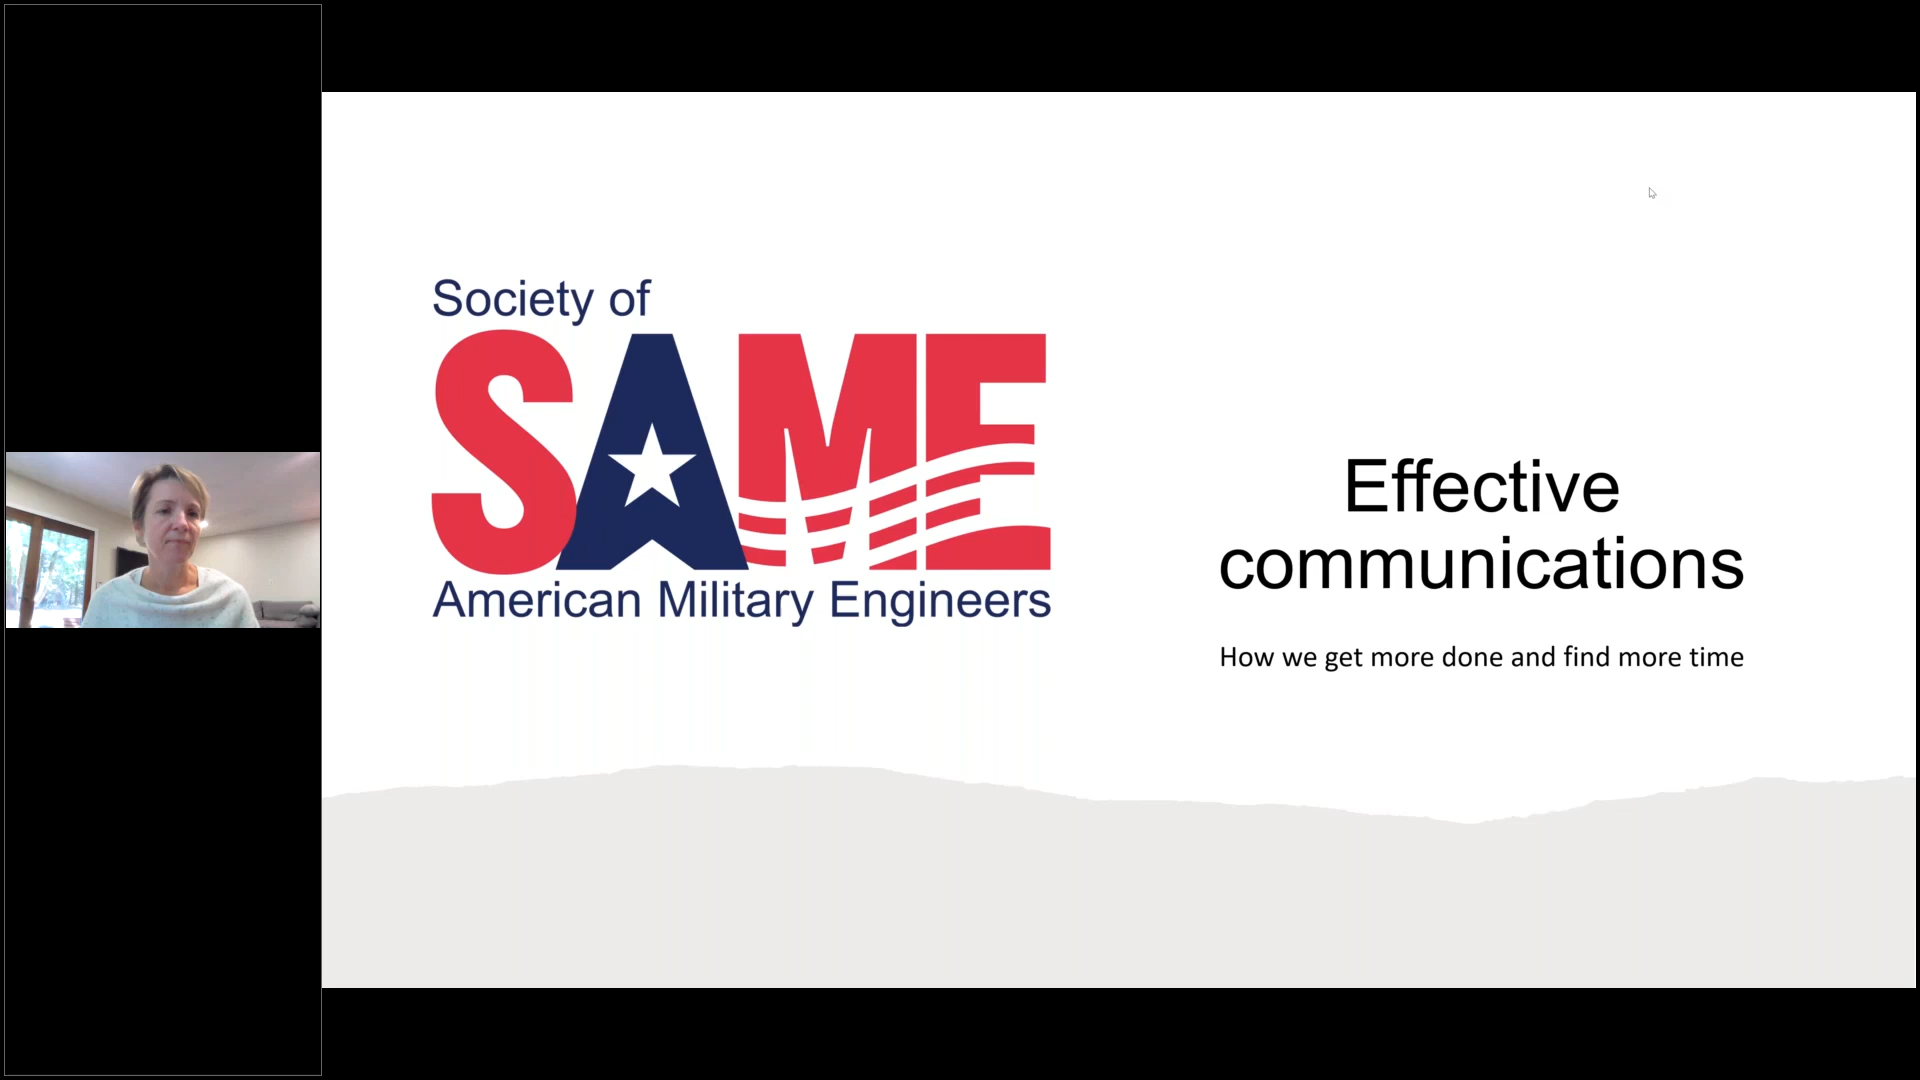 Society of
SAME
American Military Engineers
Effective
communications
How we get more done and find more time